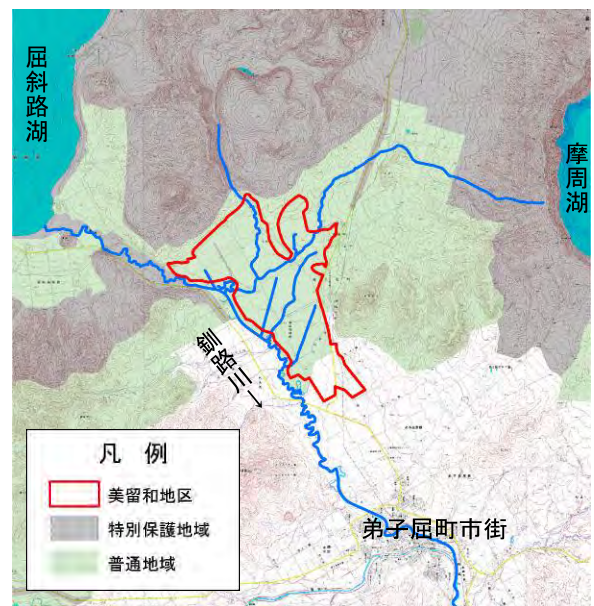 屈斜路湖
摩周湖
釧路川→
弟子屈町市街
凡 例
美留和地区
特別保護地域
普通地域